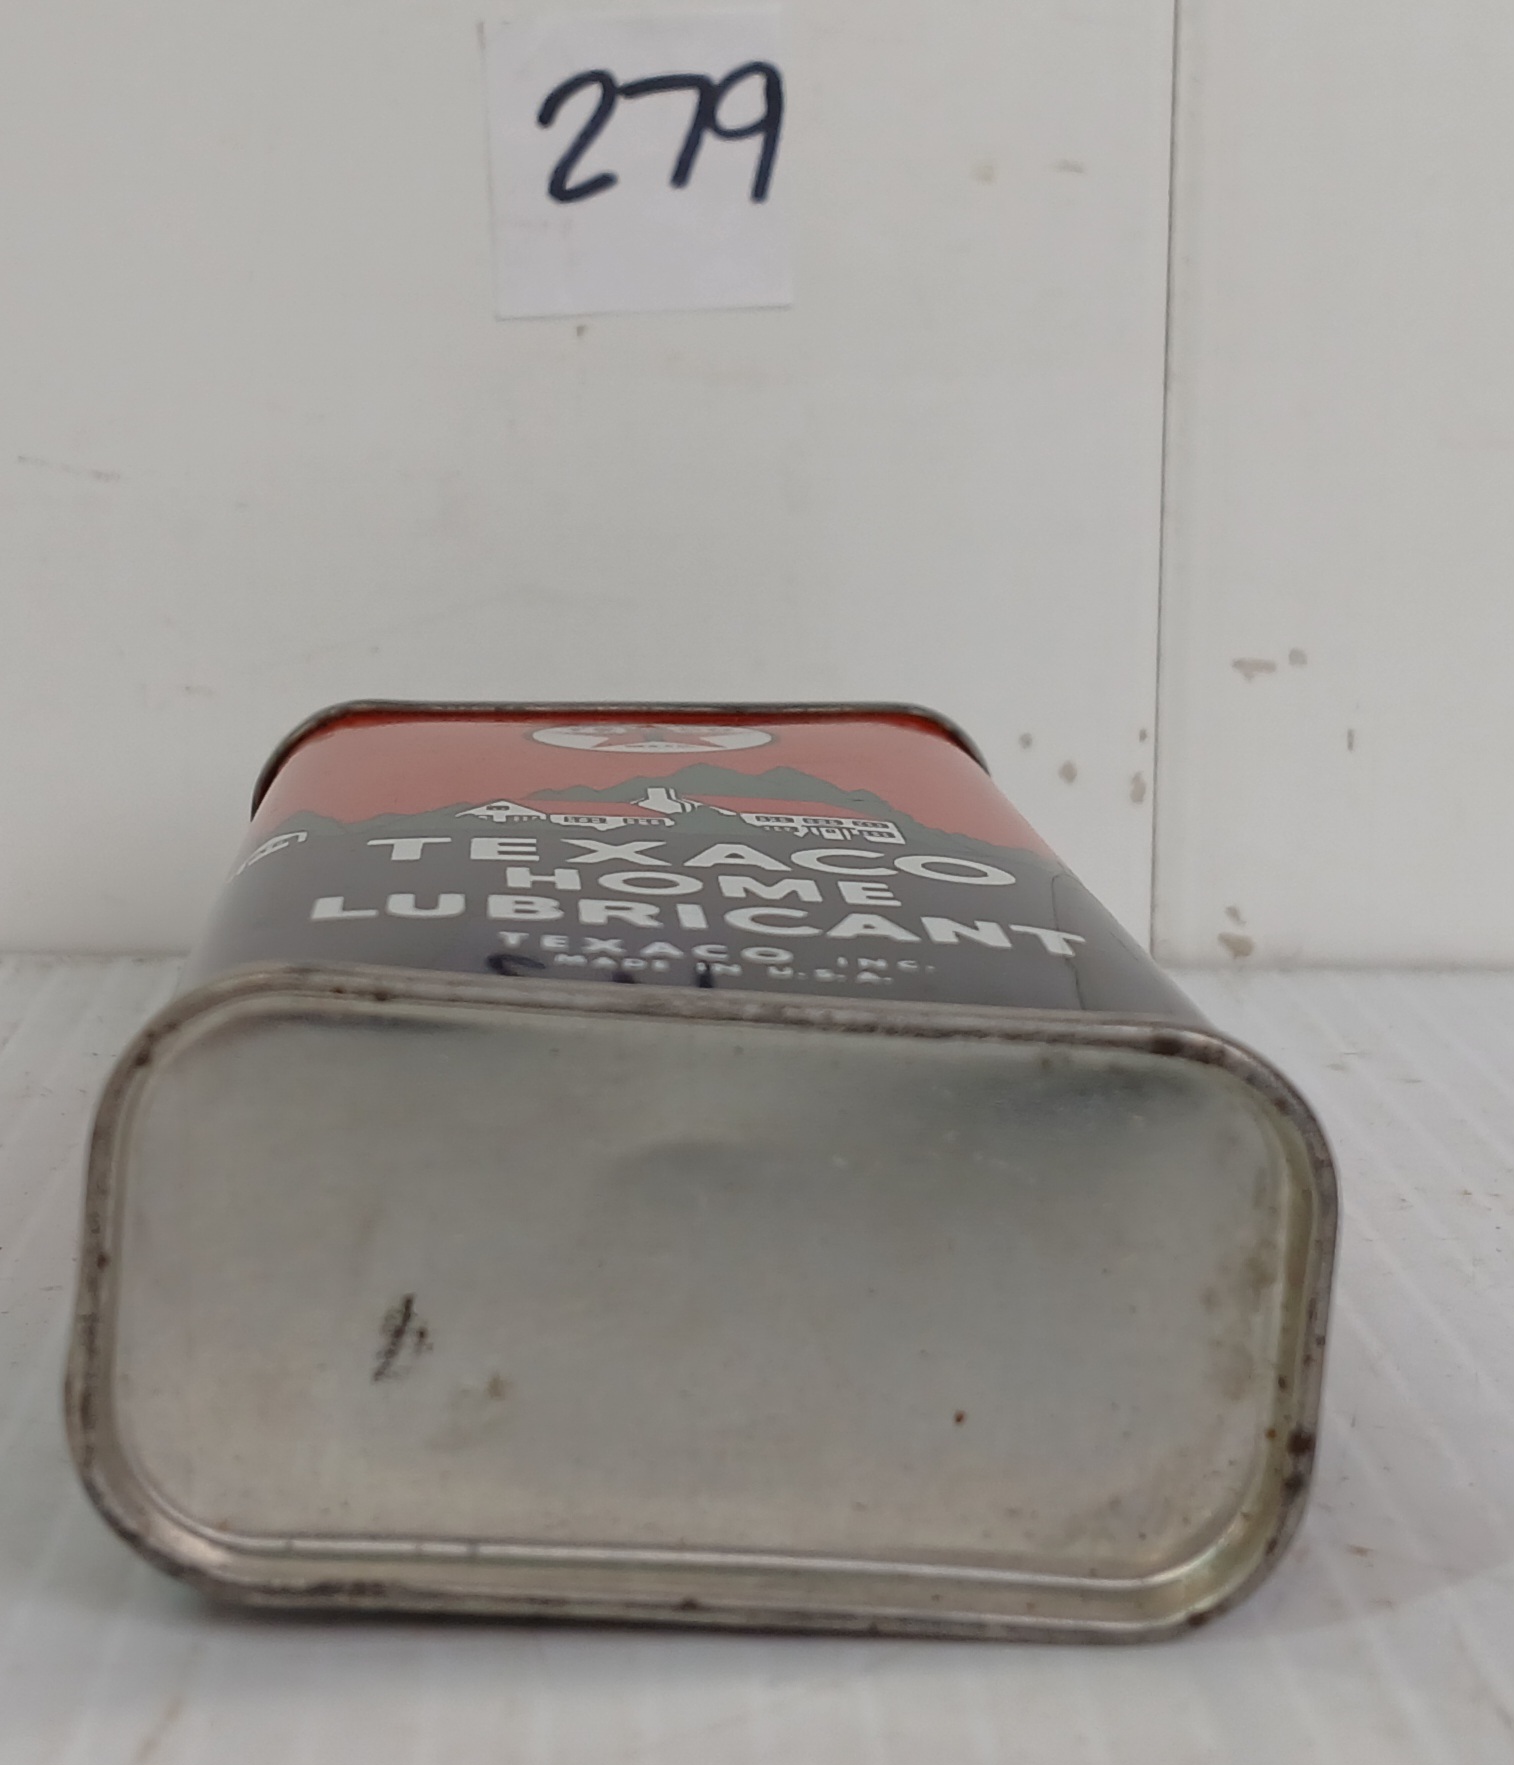 279
TEXACO
HOME
LUBRICANT
TEXACO INC.
MADE IN U.S.A.